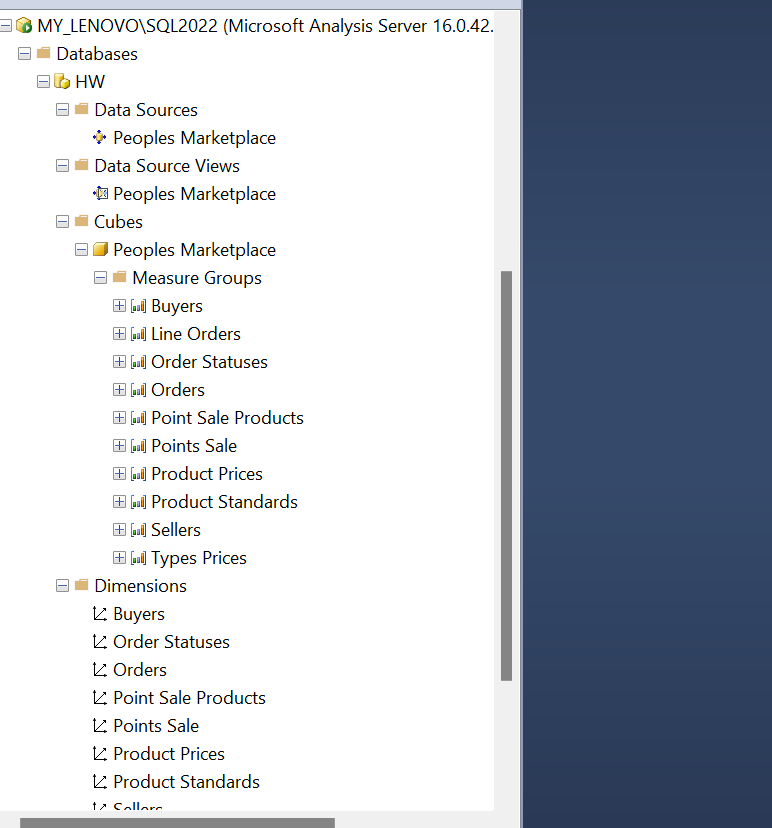 MY_LENOVO\SQL2022 (Microsoft Analysis Server 16.0.42.
Databases
HW
Data Sources
Peoples Marketplace
Data Source Views
Peoples Marketplace
Cubes
Peoples Marketplace
Measure Groups
Buyers
Line Orders
Order Statuses
Orders
Point Sale Products
Points Sale
Product Prices
Product Standards
Sellers
Types Prices
Dimensions
Buyers
Order Statuses
Orders
Point Sale Products
Points Sale
Product Prices
Product Standards
Sellers